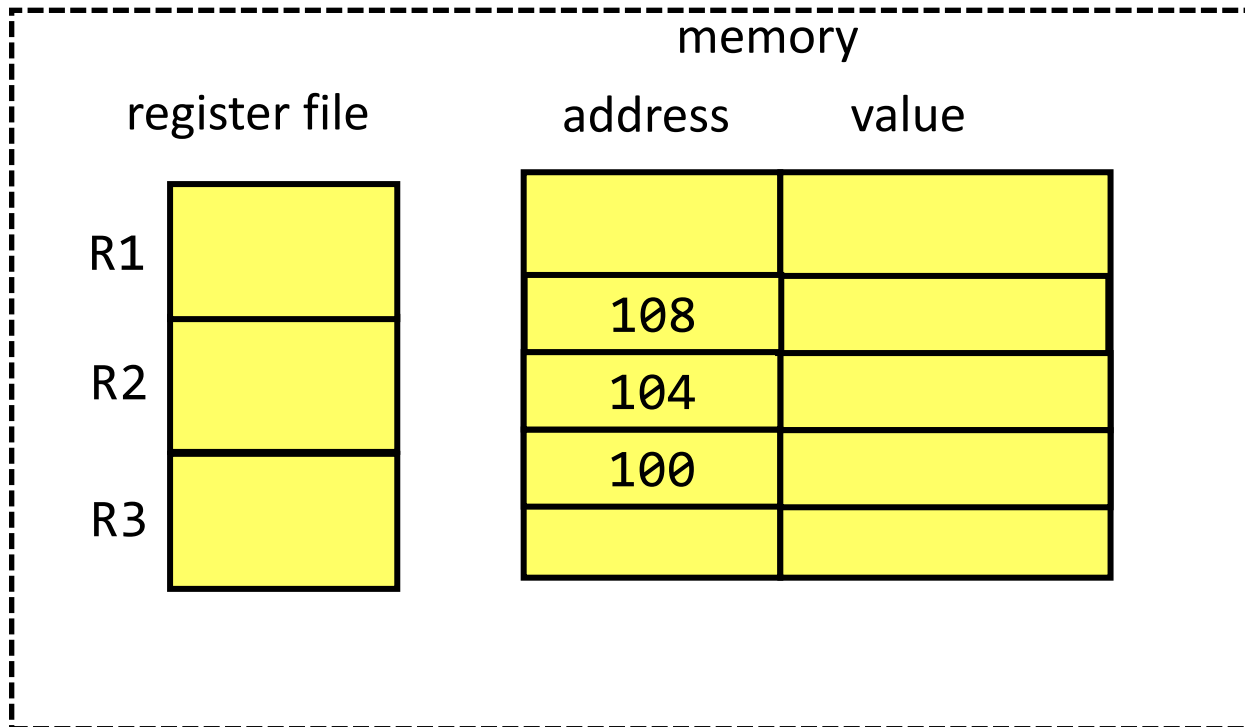 memory
register file
address value
R1
108
R2
104
100
R3